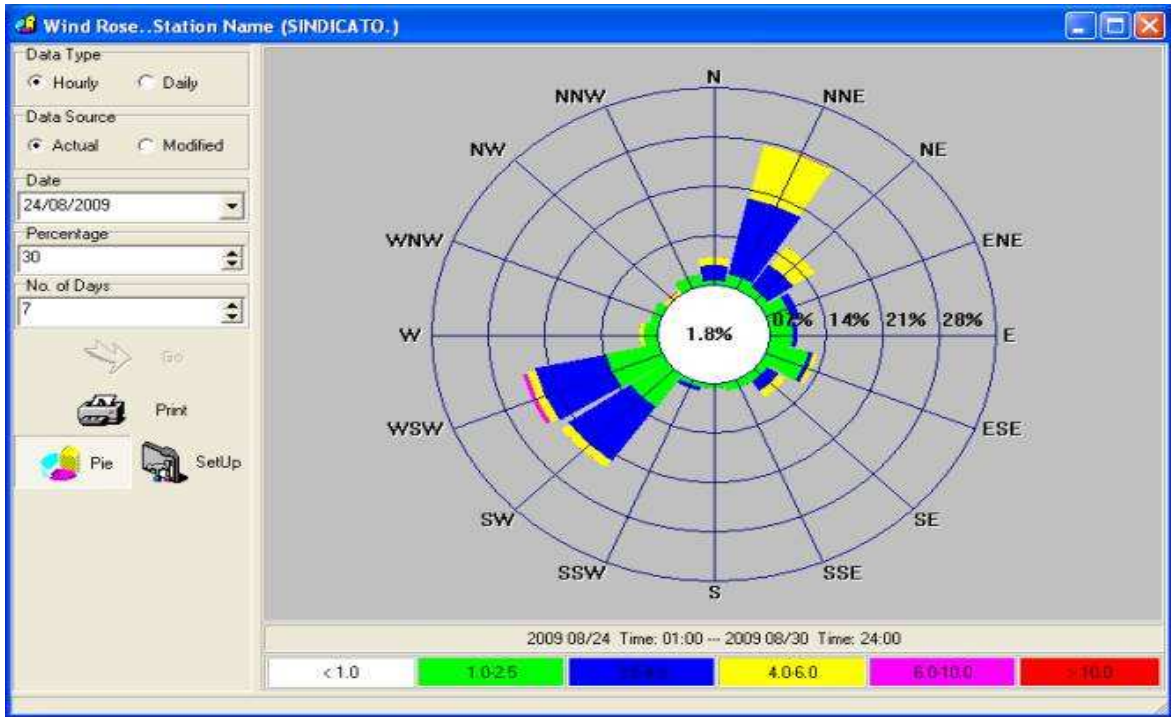 Wind Rose..Station Name (SINDICATO.)
Data Type
Hourly Daily
Data Source
Actual Modified
Date
24/08/2009
Percentage
30
No. of Days
7
Go
Print
Pie SetUp
N
NNW NNE
NW NE
WNW ENE
W 1.8% 07% 14% 21% 28% E
WSW ESE
SW SE
SSW SSE
S
2009 08/24 Time: 01:00 --- 2009 08/30 Time: 24:00
< 1.0 1.0-2.5 4.0-6.0 6.0-10.0 > 10.0